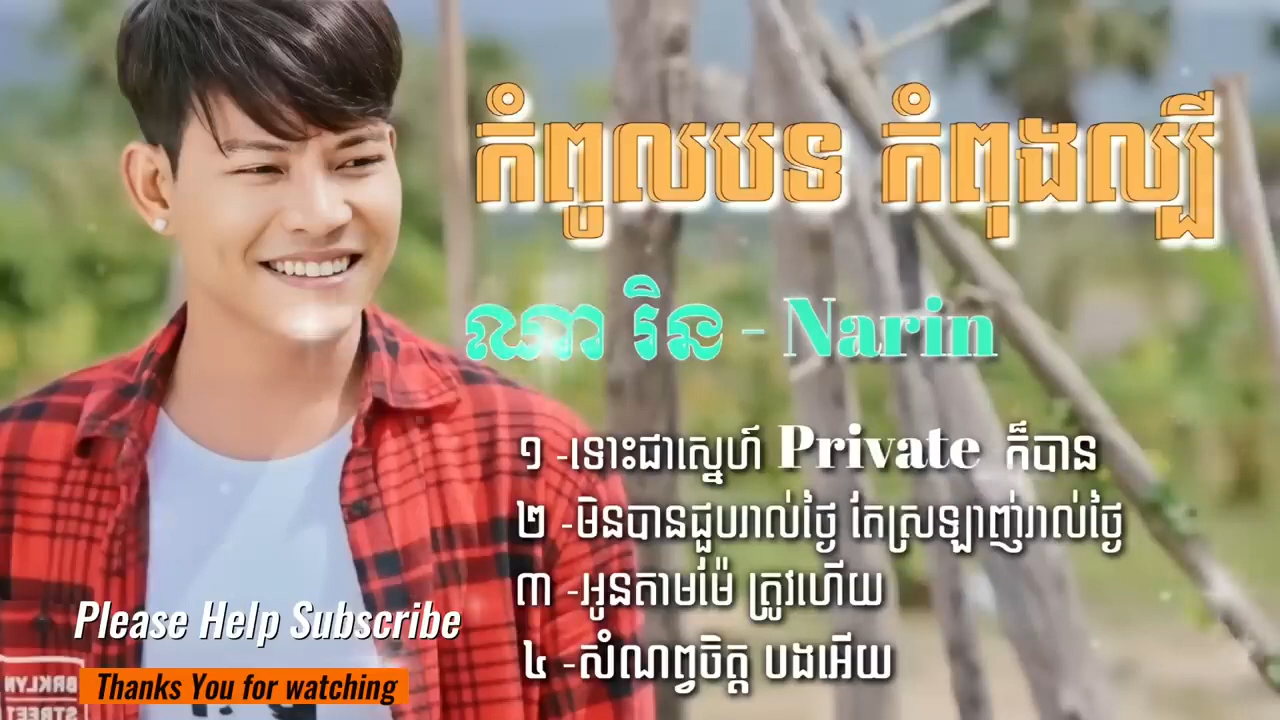 កំពូលបទ កំពុងល្បី
ណា រិន - Narin
១ -ទោះជាស្នេហ៍ Private ក៏បាន
២ -មិនបានជួបរាល់ថ្ងៃ តែស្រឡាញ់រាល់ថ្ងៃ
៣ -អូនតាមម៉ែ ត្រូវហើយ
៤ -សំណព្វចិត្ត បងអើយ
Please Help Subscribe
Thanks You for watching
BRKLYN
STREET